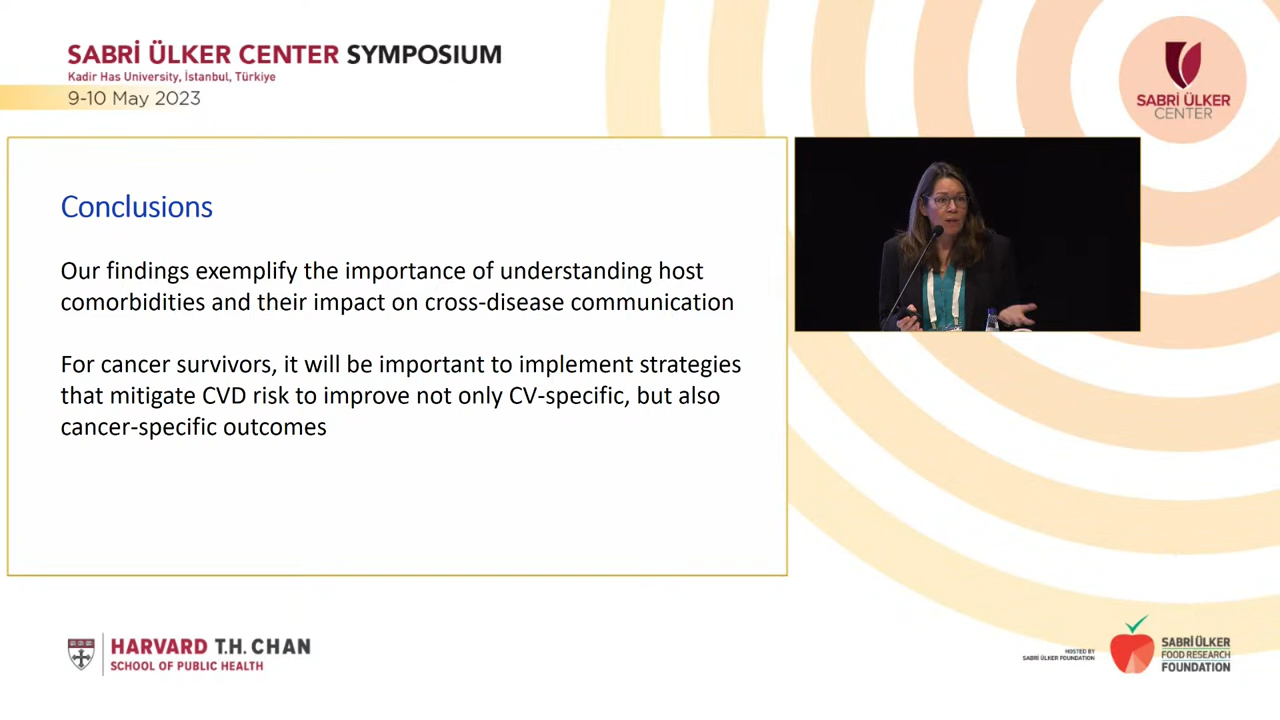 SABRİ ÜLKER CENTER SYMPOSIUM
Kadir Has University, İstanbul, Türkiye
9-10 May 2023
SABRİ ÜLKER
CENTER
Conclusions
Our findings exemplify the importance of understanding host
comorbidities and their impact on cross-disease communication
For cancer survivors, it will be important to implement strategies
that mitigate CVD risk to improve not only CV-specific, but also
cancer-specific outcomes
HARVARD T.H. CHAN
SCHOOL OF PUBLIC HEALTH
HOSTED BY
SABRİ ÜLKER FOUNDATION
SABRİ ÜLKER
FOOD RESEARCH
FOUNDATION